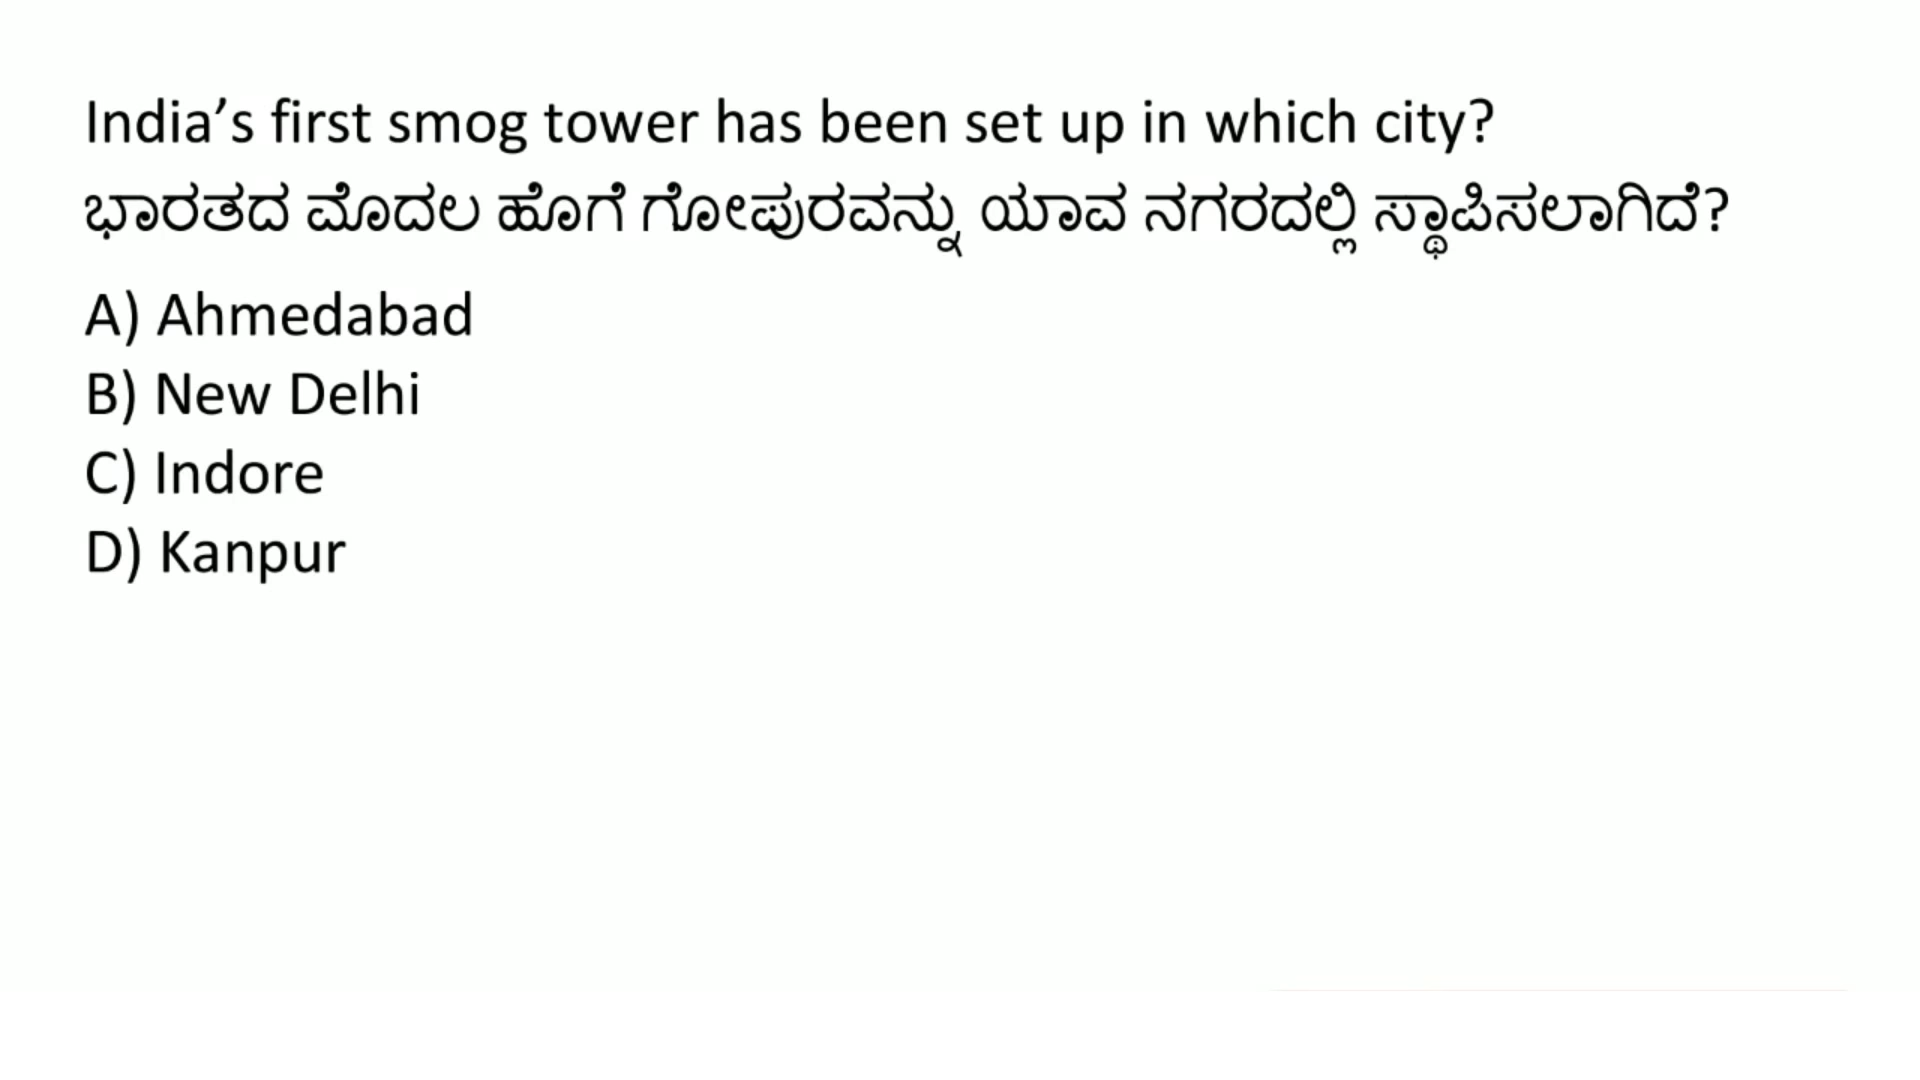 India’s first smog tower has been set up in which city?
ಭಾರತದ ಮೊದಲ ಹೊಗೆ ಗೋಪುರವನ್ನು ಯಾವ ನಗರದಲ್ಲಿ ಸ್ಥಾಪಿಸಲಾಗಿದೆ?
A) Ahmedabad
B) New Delhi
C) Indore
D) Kanpur